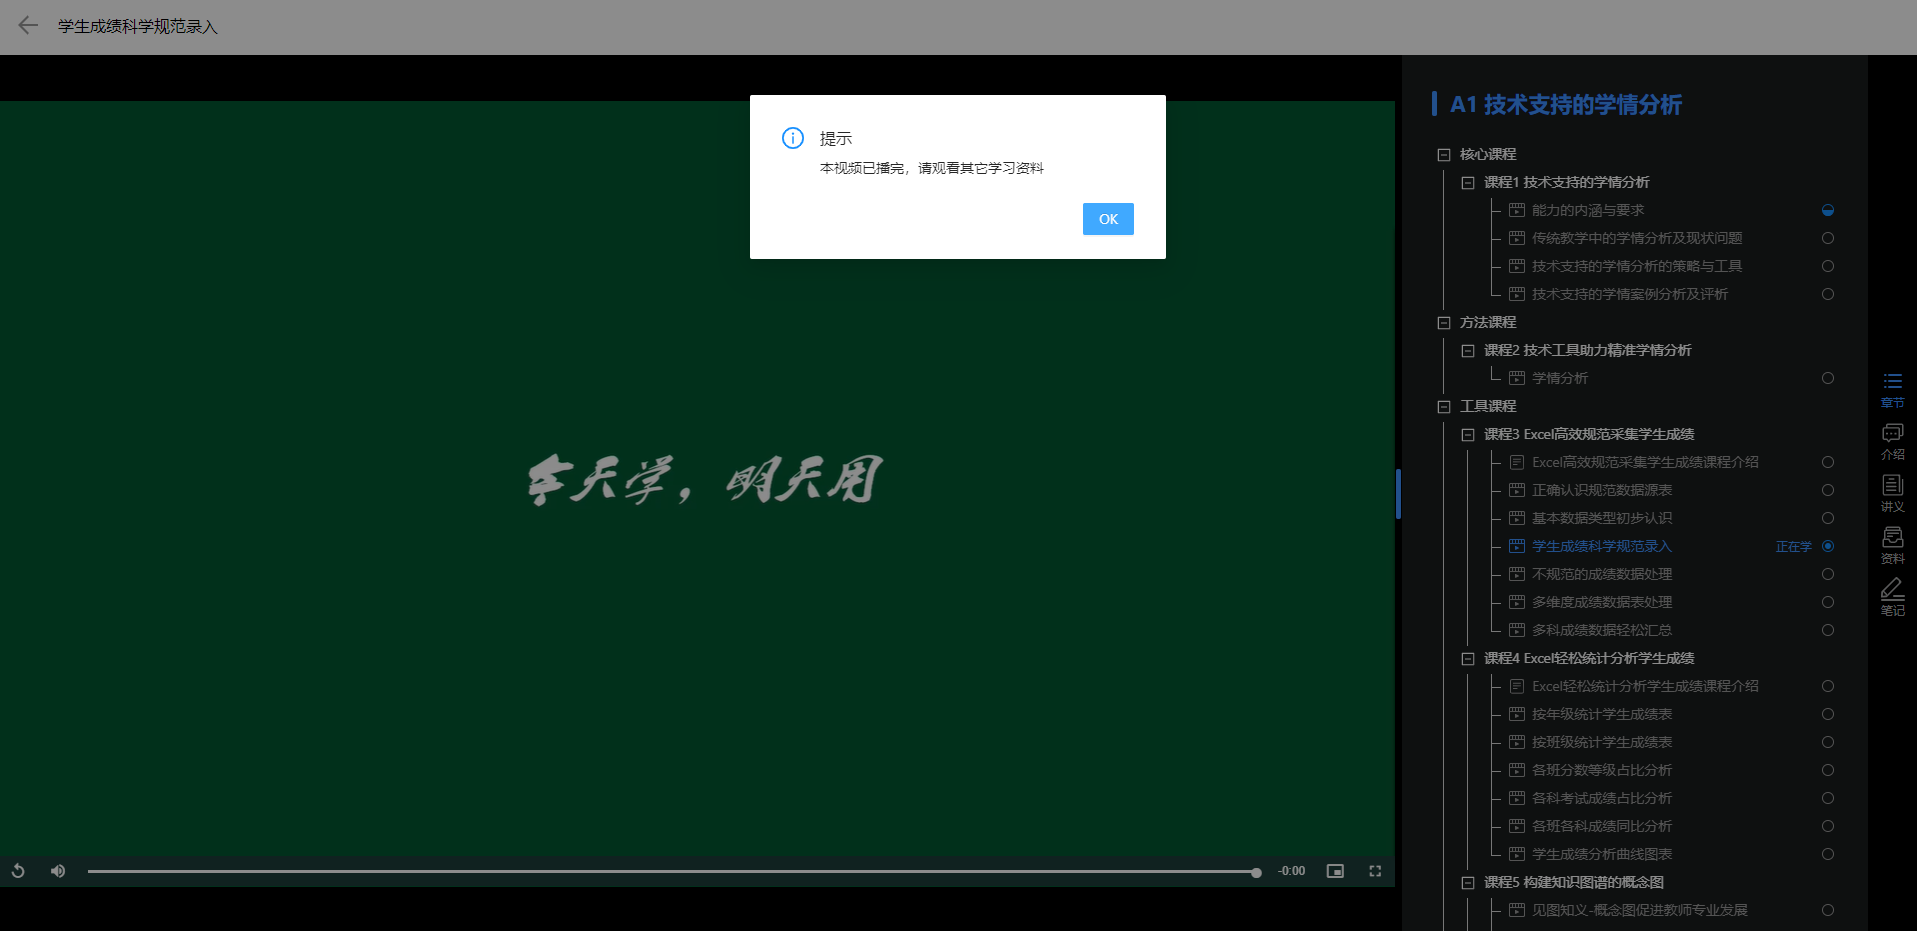 学生成绩科学规范录入
提示
本视频已播完，请观看其它学习资料
OK
今天学，明天用
-0:00
A1 技术支持的学情分析
核心课程
课程1 技术支持的学情分析
能力的内涵与要求
传统教学中的学情分析及现状问题
技术支持的学情分析的策略与工具
技术支持的学情案例分析及评析
方法课程
课程2 技术工具助力精准学情分析
学情分析
工具课程
课程3 Excel高效规范采集学生成绩
Excel高效规范采集学生成绩课程介绍
正确认识规范数据源表
基本数据类型初步认识
学生成绩科学规范录入 正在学
不规范的成绩数据处理
多维度成绩数据表处理
多科成绩数据轻松汇总
课程4 Excel轻松统计分析学生成绩
Excel轻松统计分析学生成绩课程介绍
按年级统计学生成绩表
按班级统计学生成绩表
各班分数等级占比分析
各科考试成绩占比分析
各班各科成绩同比分析
学生成绩分析曲线图表
课程5 构建知识图谱的概念图
见图知义-概念图促进教师专业发展
章节
介绍
讲义
资料
笔记